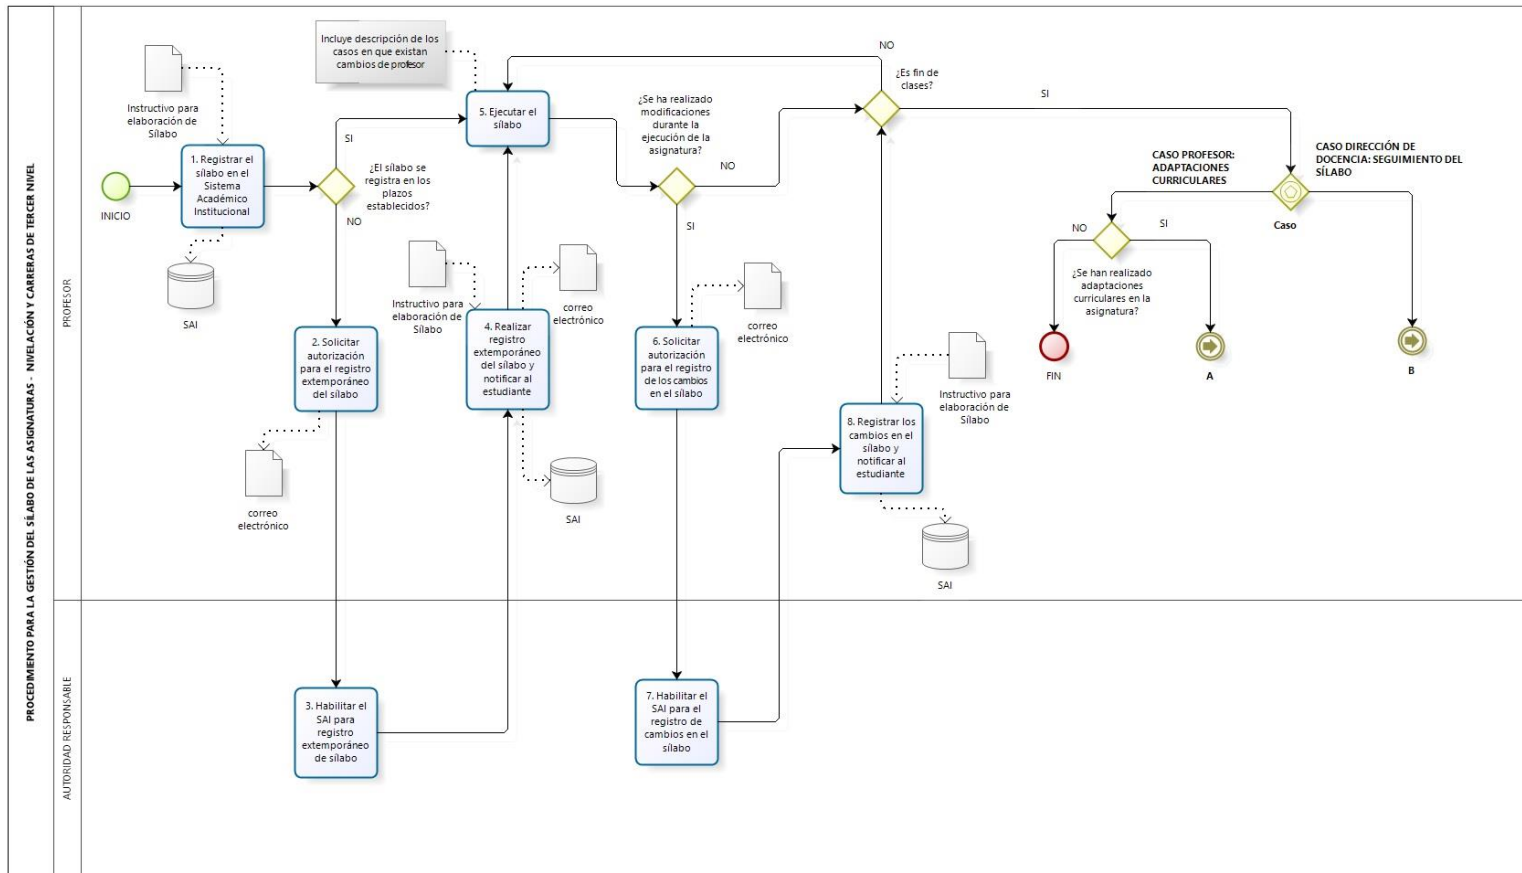 PROCEDIMIENTO PARA LA GESTIÓN DEL SÍLABO DE LAS ASIGNATURAS - NIVELACIÓN Y CARRERAS DE TERCER NIVEL
PROFESOR
INICIO
Instructivo para
elaboración de
Sílabo
1. Registrar el
sílabo en el
Sistema
Académico
Institucional
SAI
¿El sílabo se
registra en los
plazos
establecidos?
SI
NO
2. Solicitar
autorización
para el registro
extemporáneo
del sílabo
correo
electrónico
Incluye descripción de los
casos en que existan
cambios de profesor
5. Ejecutar el
sílabo
Instructivo para
elaboración de
Sílabo
4. Realizar
registro
extemporáneo
del sílabo y
notificar al
estudiante
correo
electrónico
SAI
¿Se ha realizado
modificaciones
durante la
ejecución de la
asignatura?
NO
SI
6. Solicitar
autorización
para el registro
de los cambios
en el sílabo
correo
electrónico
NO
¿Es fin de
clases?
SI
8. Registrar los
cambios en el
sílabo y
notificar al
estudiante
Instructivo para
elaboración de
Sílabo
SAI
CASO PROFESOR:
ADAPTACIONES
CURRICULARES
CASO DIRECCIÓN DE
DOCENCIA: SEGUIMIENTO DEL
SÍLABO
Caso
NO
SI
¿Se han realizado
adaptaciones
curriculares en la
asignatura?
FIN
A
B
AUTORIDAD RESPONSABLE
3. Habilitar el
SAI para
registro
extemporáneo
de sílabo
7. Habilitar el
SAI para el
registro de
cambios en el
sílabo